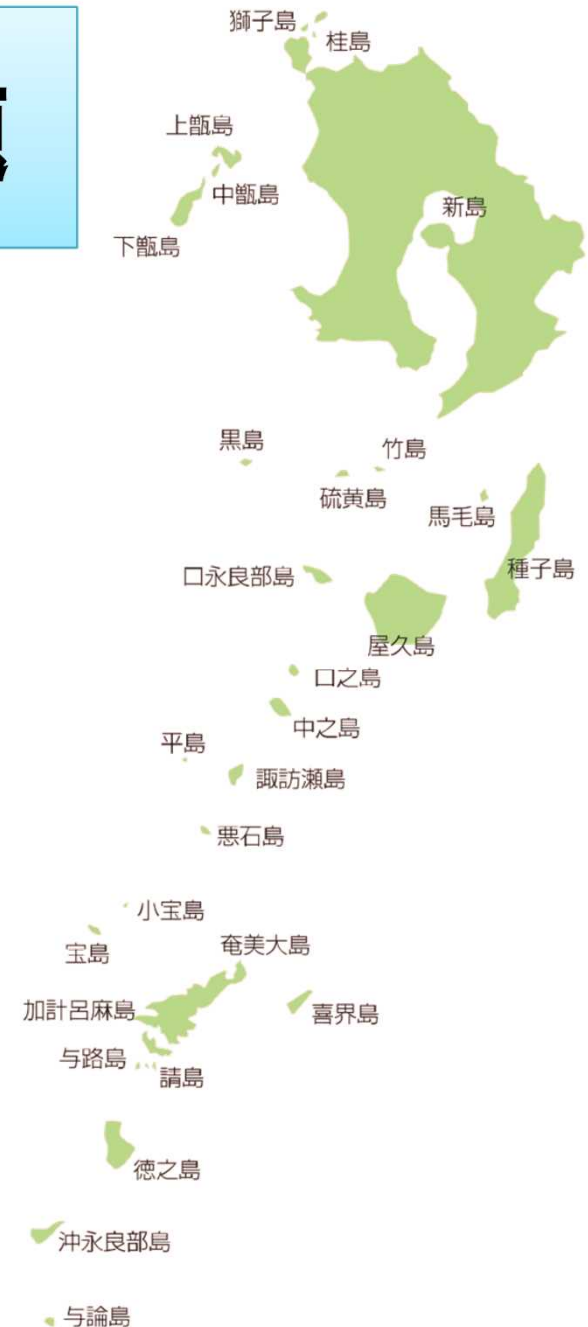 獅子島
桂島
上甑島
中甑島
新島
下甑島
黒島
竹島
硫黄島
馬毛島
種子島
口永良部島
屋久島
口之島
中之島
平島
諏訪瀬島
悪石島
小宝島
宝島
奄美大島
加計呂麻島
喜界島
与路島
請島
徳之島
沖永良部島
与論島